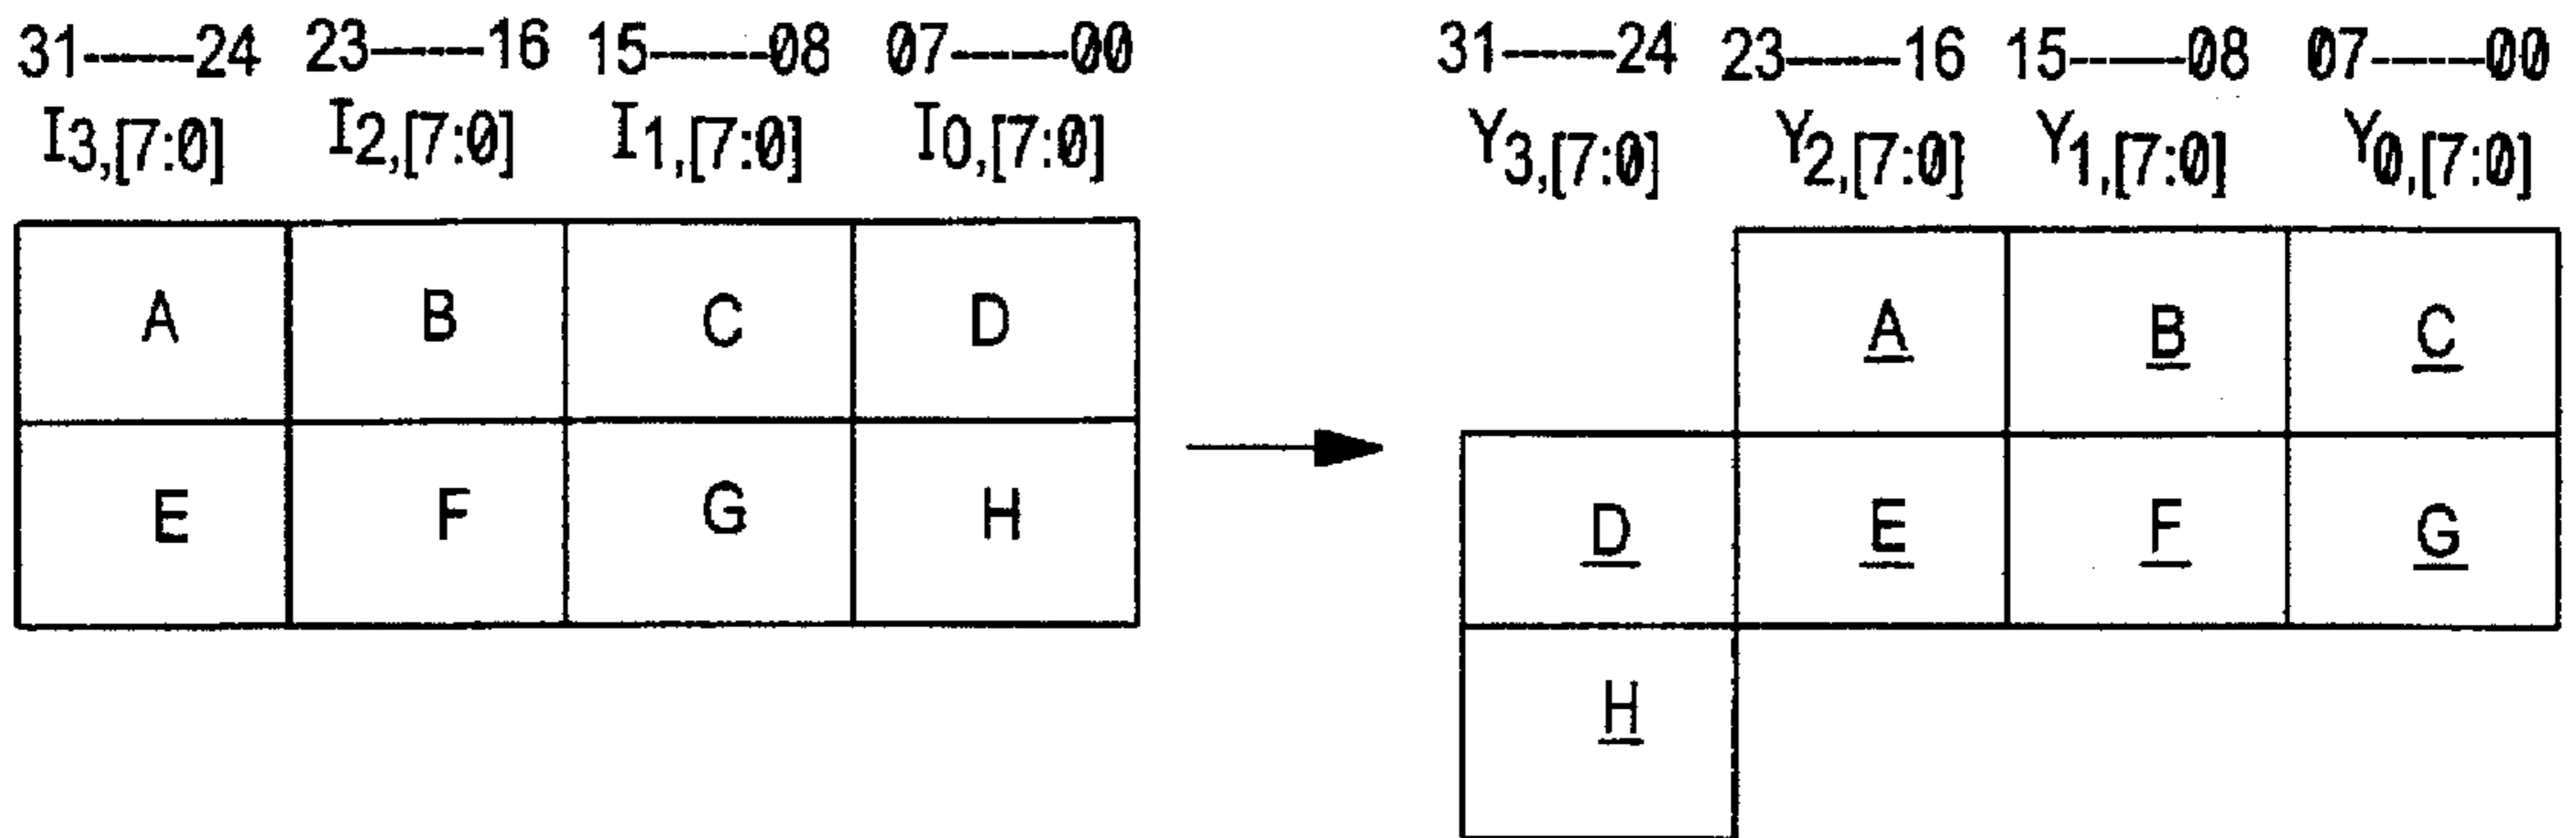 31-----24 23-----16 15-----08 07-----00 31-----24 23-----16 15-----08 07-----00
I3,[7:0] I2,[7:0] I1,[7:0] I0,[7:0] Y3,[7:0] Y2,[7:0] Y1,[7:0] Y0,[7:0]
A B C D A B C
E F G H D E F G
H